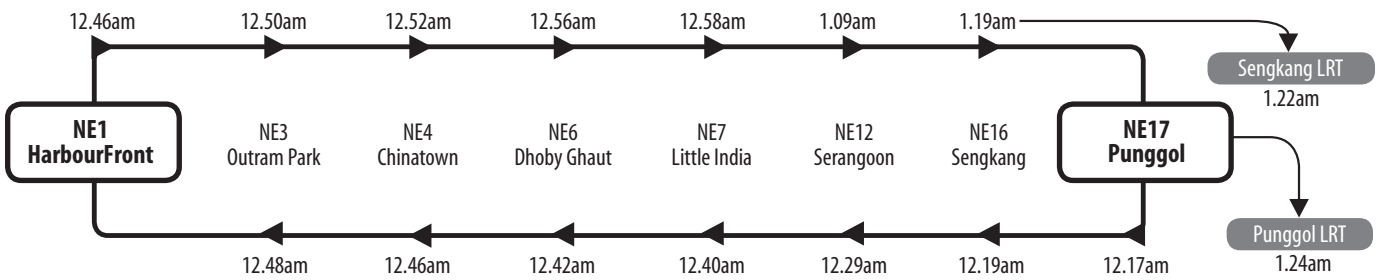 12.46am 12.50am 12.52am 12.56am 12.58am 1.09am 1.19am
Sengkang LRT
1.22am
NE1
HarbourFront
NE3
Outram Park
NE4
Chinatown
NE6
Dhoby Ghaut
NE7
Little India
NE12
Serangoon
NE16
Sengkang
NE17
Punggol
Punggol LRT
1.24am
12.48am 12.46am 12.42am 12.40am 12.29am 12.19am 12.17am